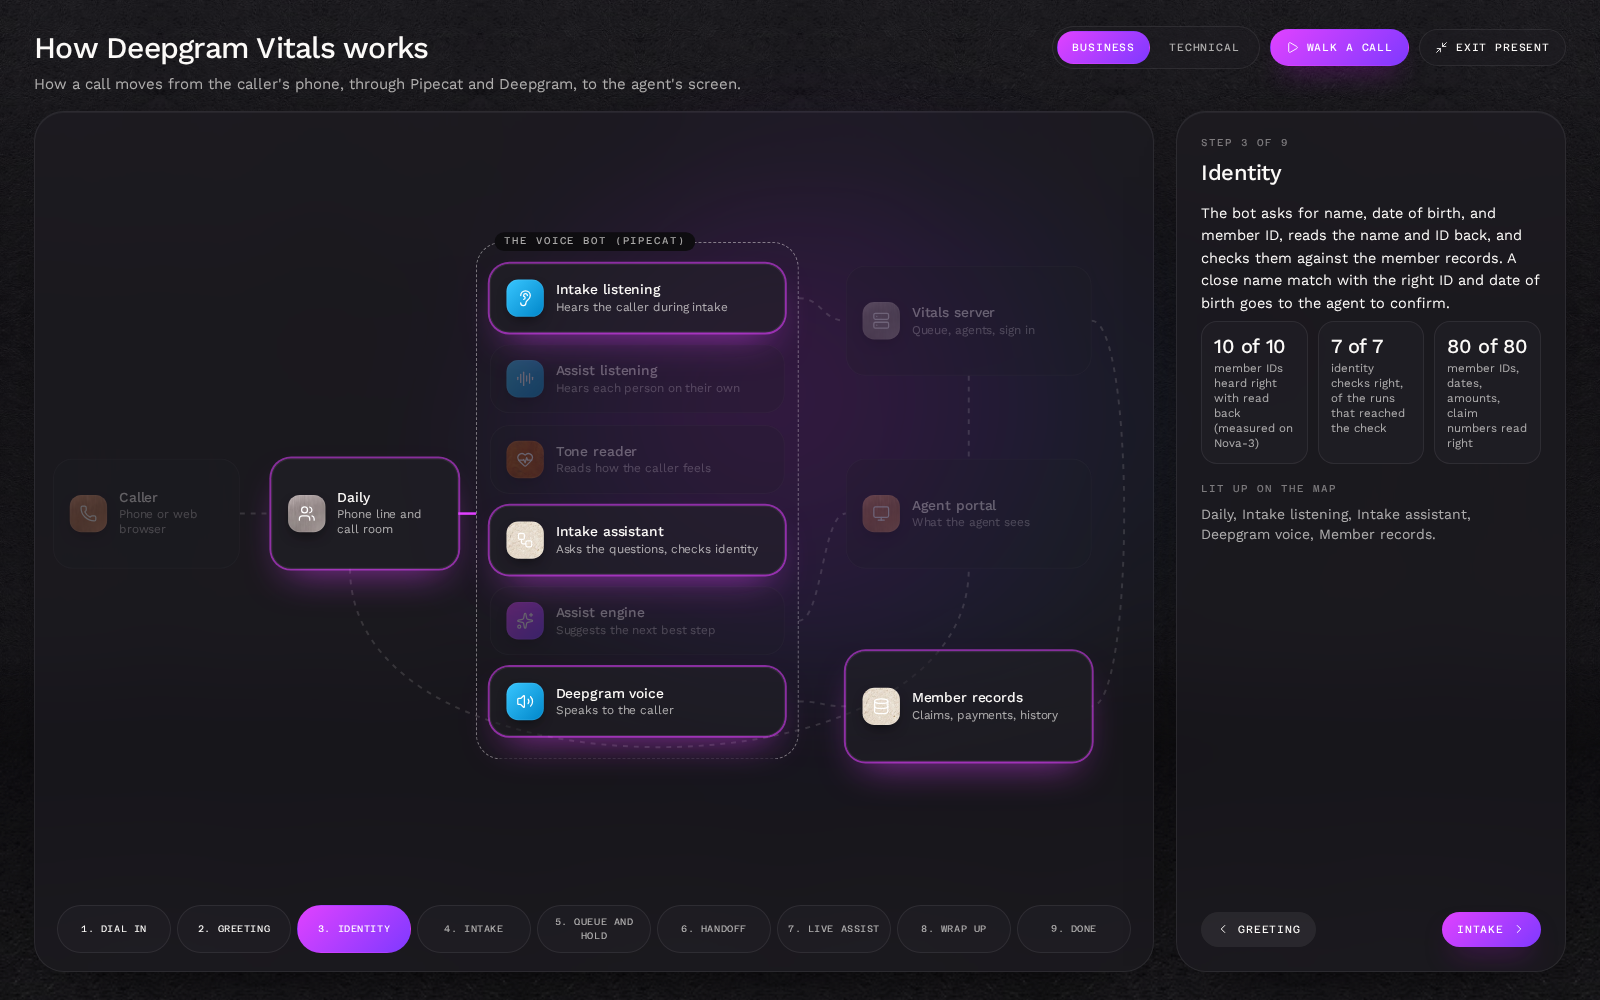 How Deepgram Vitals works
How a call moves from the caller's phone, through Pipecat and Deepgram, to the agent's screen.
BUSINESS
TECHNICAL
WALK A CALL
EXIT PRESENT
THE VOICE BOT (PIPECAT)
Intake listening
Hears the caller during intake
Assist listening
Hears each person on their own
Tone reader
Reads how the caller feels
Intake assistant
Asks the questions, checks identity
Assist engine
Suggests the next best step
Deepgram voice
Speaks to the caller
Caller
Phone or web
browser
Daily
Phone line and
call room
Vitals server
Queue, agents, sign in
Agent portal
What the agent sees
Member records
Claims, payments, history
1. DIAL IN
2. GREETING
3. IDENTITY
4. INTAKE
5. QUEUE AND
HOLD
6. HANDOFF
7. LIVE ASSIST
8. WRAP UP
9. DONE
STEP 3 OF 9
Identity
The bot asks for name, date of birth, and
member ID, reads the name and ID back, and
checks them against the member records. A
close name match with the right ID and date of
birth goes to the agent to confirm.
10 of 10
member IDs
heard right
with read
back
(measured on
Nova-3)
7 of 7
identity
checks right,
of the runs
that reached
the check
80 of 80
member IDs,
dates,
amounts,
claim
numbers read
right
LIT UP ON THE MAP
Daily, Intake listening, Intake assistant,
Deepgram voice, Member records.
GREETING
INTAKE